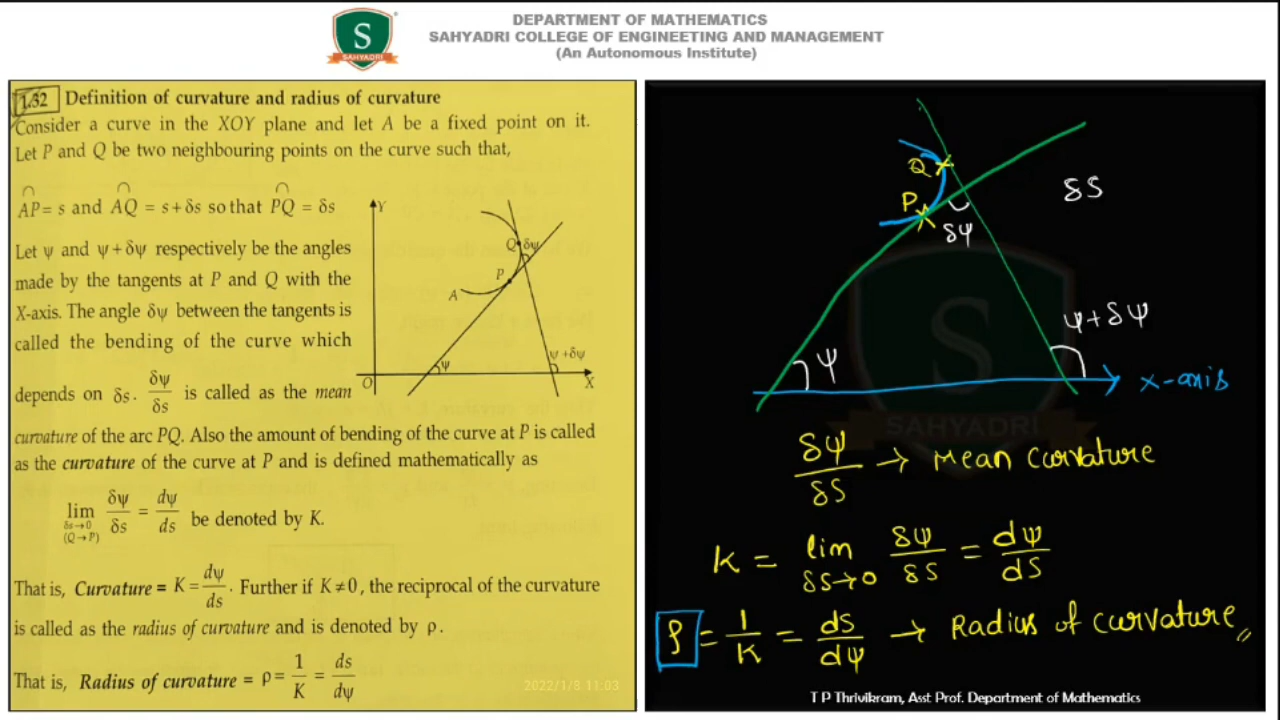 DEPARTMENT OF MATHEMATICS
SAHYADRI COLLEGE OF ENGINEETING AND MANAGEMENT
(An Autonomous Institute)
S
SAHYADRI
1.32 Definition of curvature and radius of curvature
Consider a curve in the XOY plane and let A be a fixed point on it.
Let P and Q be two neighbouring points on the curve such that,
A͡P = s and A͡Q = s + δs so that P͡Q = δs
Let ψ and ψ + δψ respectively be the angles
made by the tangents at P and Q with the
X-axis. The angle δψ between the tangents is
called the bending of the curve which
depends on δs. δψ/δs is called as the mean
curvature of the arc PQ. Also the amount of bending of the curve at P is called
as the curvature of the curve at P and is defined mathematically as
lim δs→0 (Q→P) δψ/δs = dψ/ds be denoted by K.
That is, Curvature = K = dψ/ds. Further if K ≠ 0, the reciprocal of the curvature
is called as the radius of curvature and is denoted by ρ.
That is, Radius of curvature = ρ = 1/K = ds/dψ
Y
Q δψ
P
A
ψ
ψ + δψ
O
X
2022/1/8 11:03
Q
P
δS
δψ
ψ + δψ
ψ
x-axis
S
SAHYADRI
δψ/δS → Mean curvature
K = lim δS→0 δψ/δS = dψ/dS
ρ = 1/K = ds/dψ → Radius of curvature
T P Thrivikram, Asst Prof. Department of Mathematics